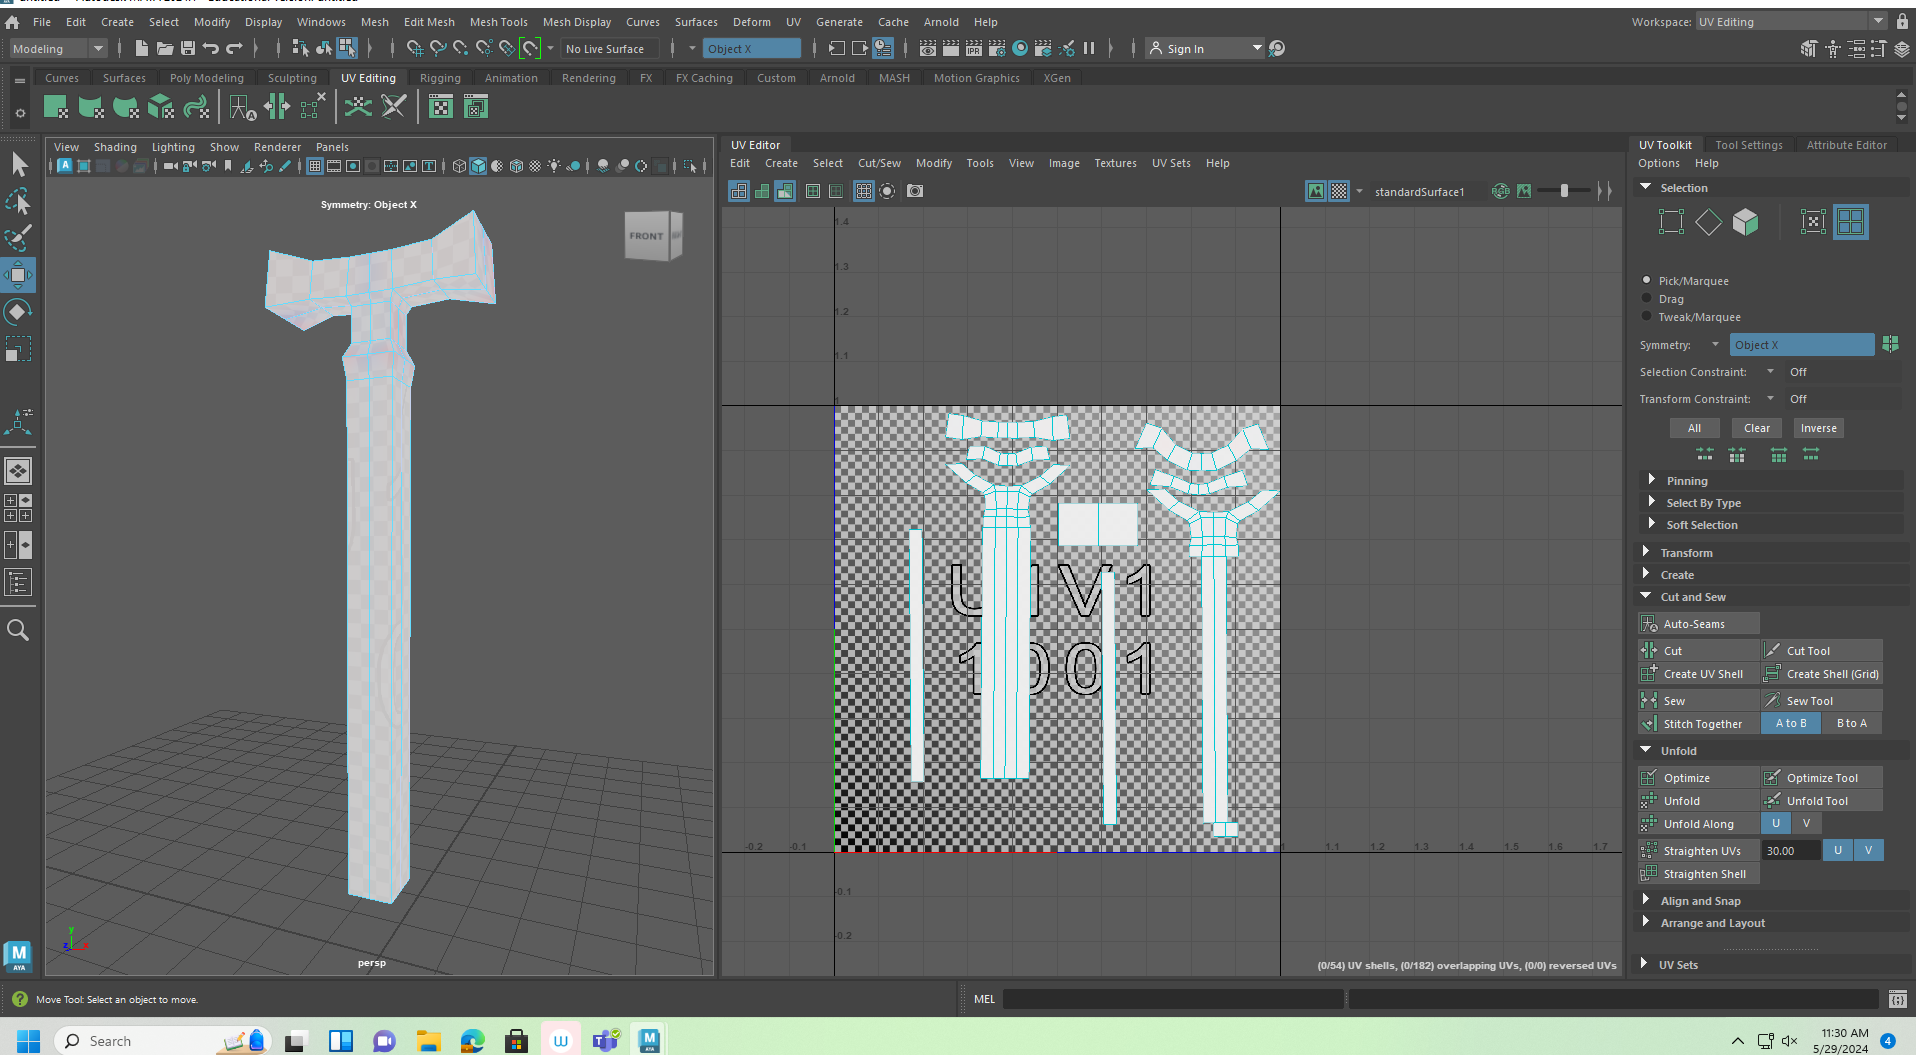 File Edit Create Select Modify Display Windows Mesh Edit Mesh Mesh Tools Mesh Display Curves Surfaces Deform UV Generate Cache Arnold Help Workspace: UV Editing
Modeling No Live Surface Object X IPR Sign In
Curves Surfaces Poly Modeling Sculpting UV Editing Rigging Animation Rendering FX FX Caching Custom Arnold MASH Motion Graphics XGen
View Shading Lighting Show Renderer Panels
Symmetry: Object X
FRONT
y
z x
persp
UV Editor
Edit Create Select Cut/Sew Modify Tools View Image Textures UV Sets Help
standardSurface1
1.4
1.3
1.2
1.1
1
-0.2 -0.1 1 1.1 1.2 1.3 1.4 1.5 1.6 1.7
-0.1
-0.2
U1V1
1001
(0/54) UV shells, (0/182) overlapping UVs, (0/0) reversed UVs
UV Toolkit Tool Settings Attribute Editor
Options Help
Selection
Pick/Marquee
Drag
Tweak/Marquee
Symmetry: Object X
Selection Constraint: Off
Transform Constraint: Off
All Clear Inverse
Pinning
Select By Type
Soft Selection
Transform
Create
Cut and Sew
Auto-Seams
Cut Cut Tool
Create UV Shell Create Shell (Grid)
Sew Sew Tool
Stitch Together A to B B to A
Unfold
Optimize Optimize Tool
Unfold Unfold Tool
Unfold Along U V
Straighten UVs 30.00 U V
Straighten Shell
Align and Snap
Arrange and Layout
UV Sets
Move Tool: Select an object to move. MEL
M
AYA
Search
11:30 AM
5/29/2024
4